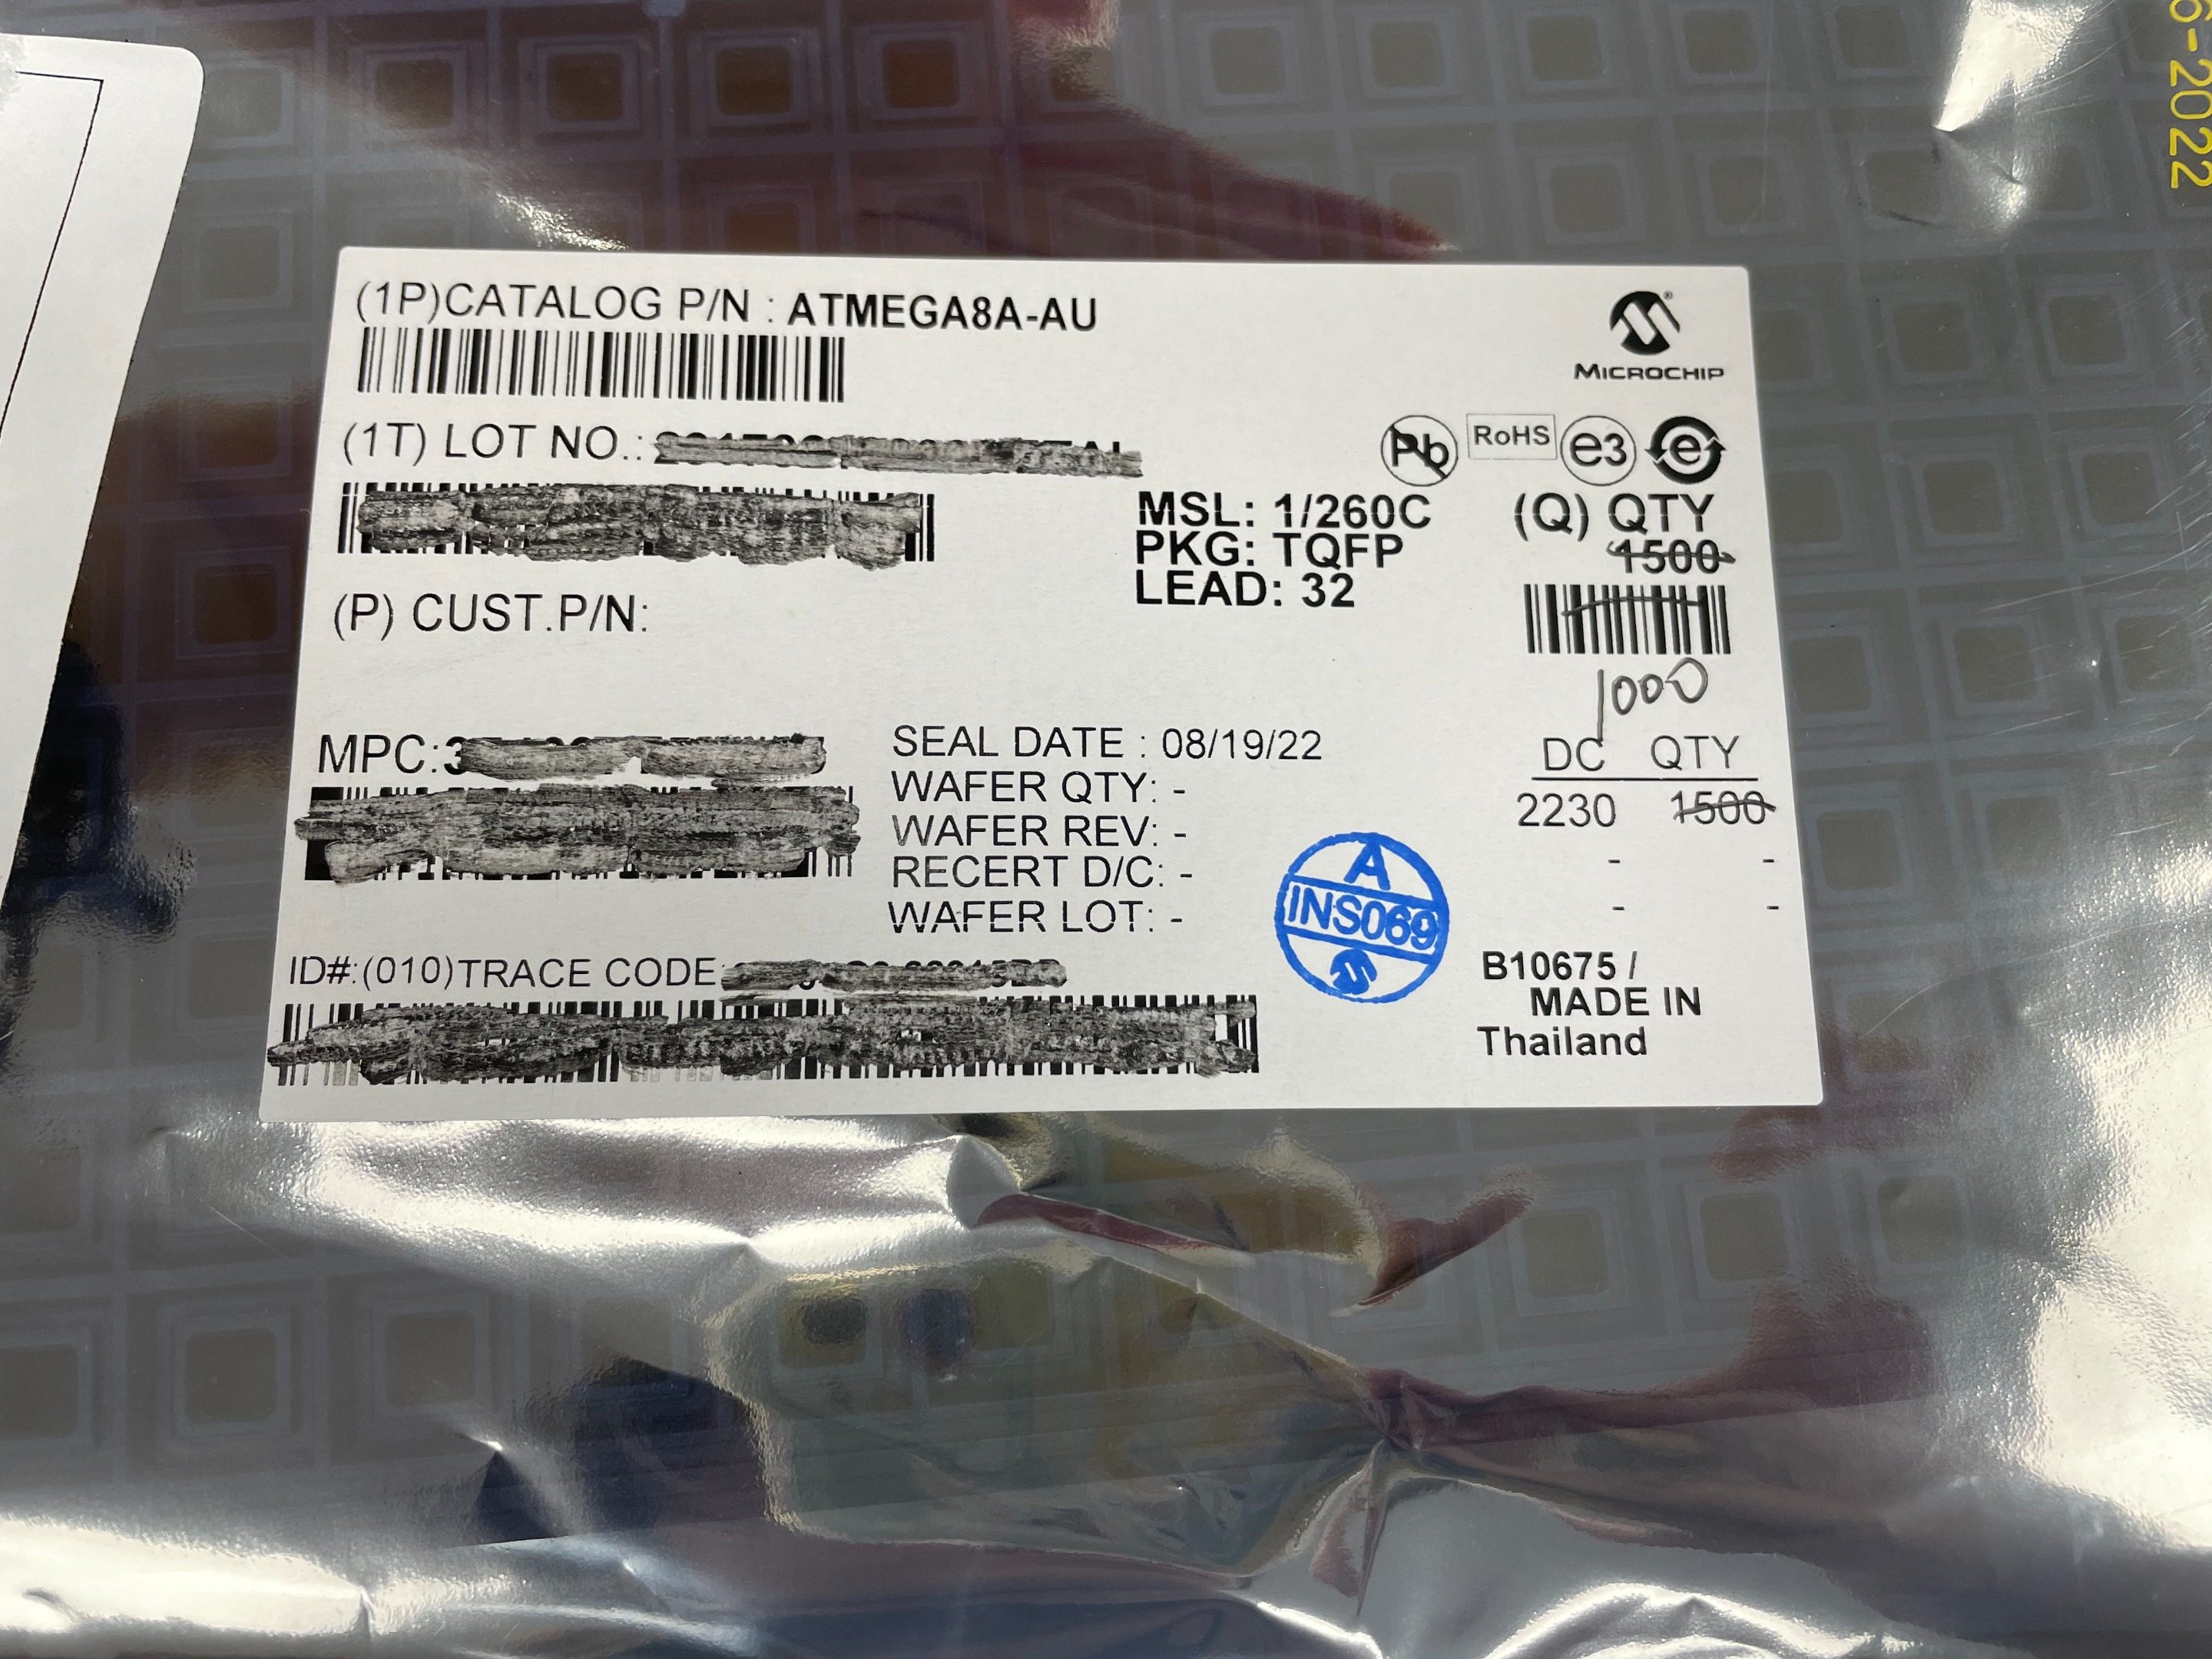 6-2022
(1P)CATALOG P/N : ATMEGA8A-AU
MICROCHIP
(1T) LOT NO.:
Pb RoHS e3 e
MSL: 1/260C
PKG: TQFP
LEAD: 32
(Q) QTY
1500
1000
(P) CUST.P/N:
MPC:3
SEAL DATE : 08/19/22
WAFER QTY: -
WAFER REV: -
RECERT D/C: -
WAFER LOT: -
DC QTY
2230 1500
- -
- -
A
INS069
ID#:(010)TRACE CODE:
B10675 /
MADE IN
Thailand